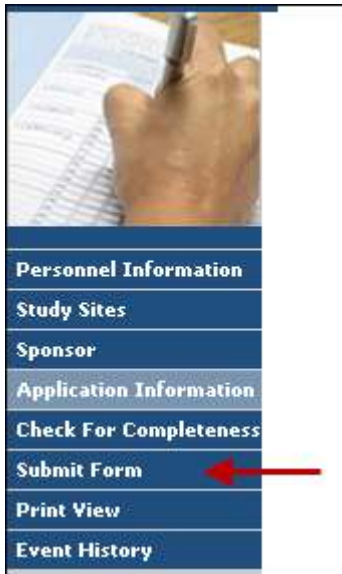 Personnel Information
Study Sites
Sponsor
Application Information
Check For Completeness
Submit Form
Print View
Event History